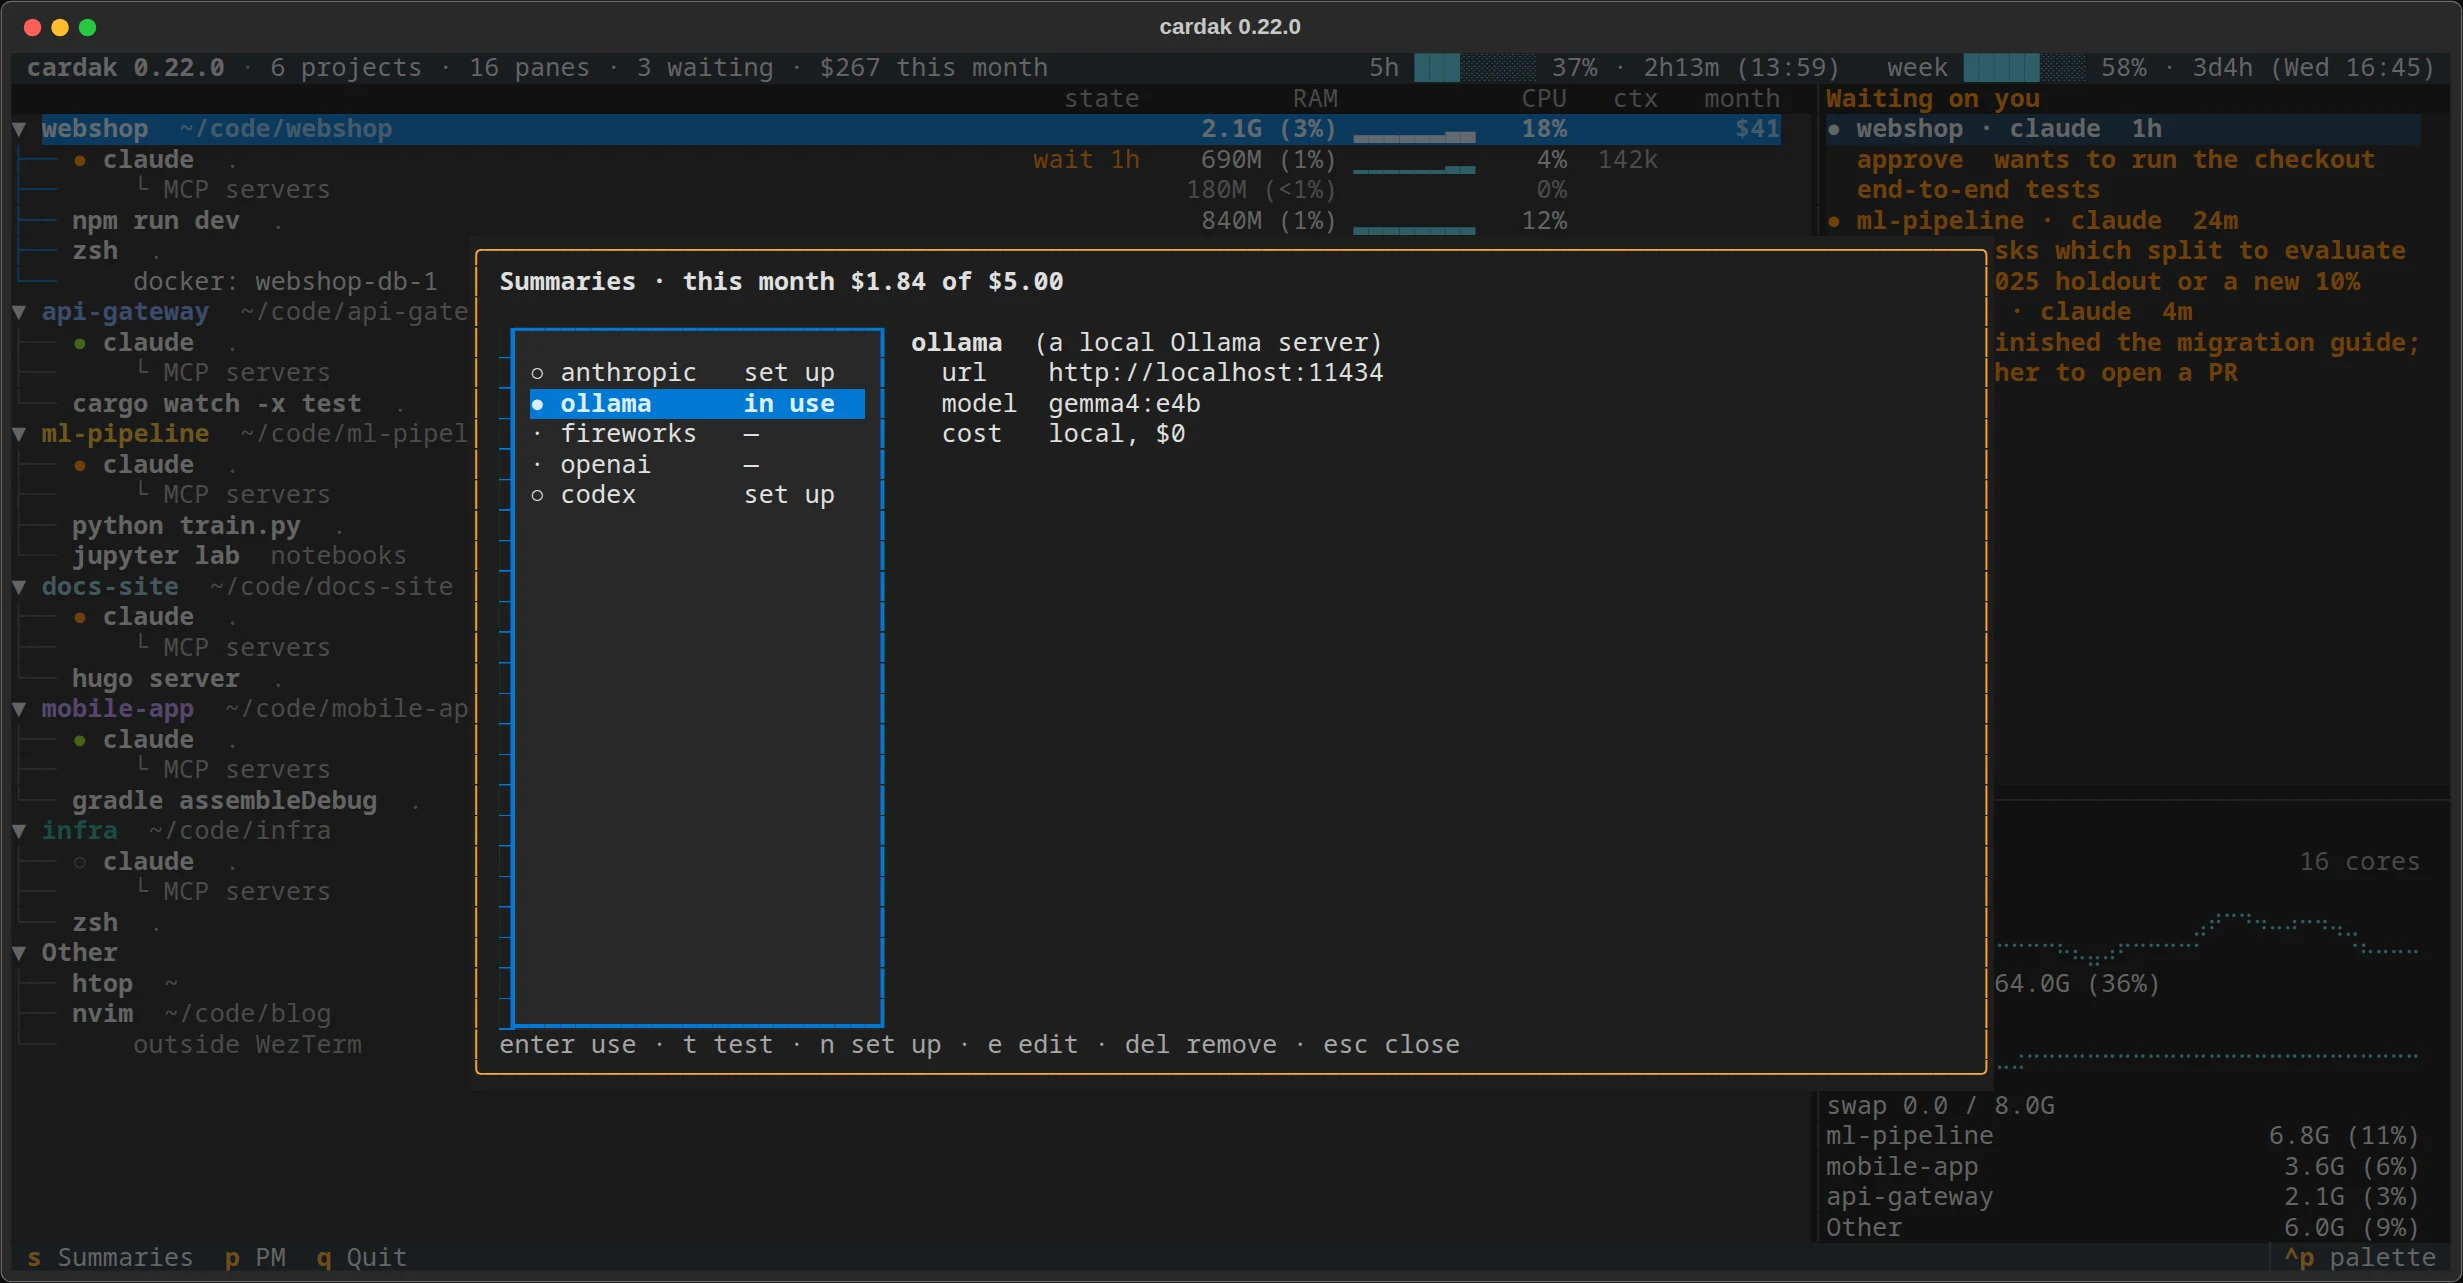 cardak 0.22.0
cardak 0.22.0 · 6 projects · 16 panes · 3 waiting · $267 this month
5h 37% · 2h13m (13:59) week 58% · 3d4h (Wed 16:45)
state RAM CPU ctx month
▼ webshop ~/code/webshop 2.1G (3%) 18% $41
● claude . wait 1h 690M (1%) 4% 142k
└ MCP servers 180M (<1%) 0%
npm run dev . 840M (1%) 12%
zsh .
docker: webshop-db-1
▼ api-gateway ~/code/api-gate
● claude .
└ MCP servers
cargo watch -x test .
▼ ml-pipeline ~/code/ml-pipel
● claude .
└ MCP servers
python train.py .
jupyter lab notebooks
▼ docs-site ~/code/docs-site
● claude .
└ MCP servers
hugo server .
▼ mobile-app ~/code/mobile-ap
● claude .
└ MCP servers
gradle assembleDebug .
▼ infra ~/code/infra
○ claude .
└ MCP servers
zsh .
▼ Other
htop ~
nvim ~/code/blog
outside WezTerm
Summaries · this month $1.84 of $5.00
○ anthropic set up
● ollama in use
· fireworks —
· openai —
○ codex set up
ollama (a local Ollama server)
url http://localhost:11434
model gemma4:e4b
cost local, $0
enter use · t test · n set up · e edit · del remove · esc close
Waiting on you
● webshop · claude 1h
approve wants to run the checkout
end-to-end tests
● ml-pipeline · claude 24m
sks which split to evaluate
025 holdout or a new 10%
· claude 4m
inished the migration guide;
her to open a PR
16 cores
64.0G (36%)
swap 0.0 / 8.0G
ml-pipeline 6.8G (11%)
mobile-app 3.6G (6%)
api-gateway 2.1G (3%)
Other 6.0G (9%)
s Summaries p PM q Quit
^p palette